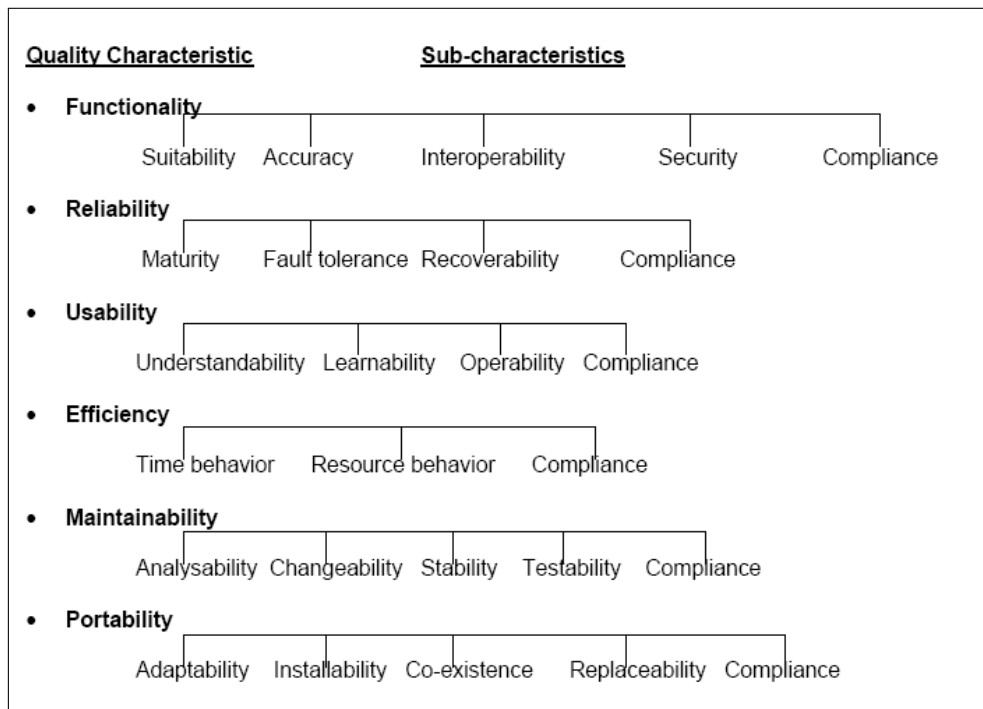 Quality Characteristic Sub-characteristics
• Functionality
Suitability Accuracy Interoperability Security Compliance
• Reliability
Maturity Fault tolerance Recoverability Compliance
• Usability
Understandability Learnability Operability Compliance
• Efficiency
Time behavior Resource behavior Compliance
• Maintainability
Analysability Changeability Stability Testability Compliance
• Portability
Adaptability Installability Co-existence Replaceability Compliance